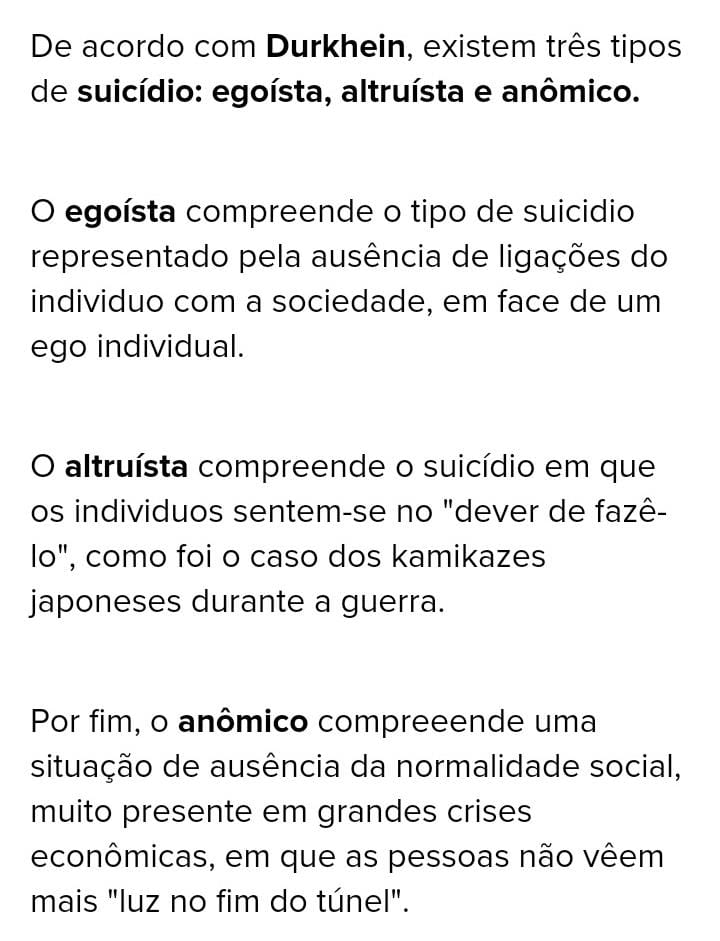 De acordo com Durkhein, existem três tipos
de suicídio: egoísta, altruísta e anômico.
O egoísta compreende o tipo de suicidio
representado pela ausência de ligações do
individuo com a sociedade, em face de um
ego individual.
O altruísta compreende o suicídio em que
os individuos sentem-se no "dever de fazê-
lo", como foi o caso dos kamikazes
japoneses durante a guerra.
Por fim, o anômico compreeende uma
situação de ausência da normalidade social,
muito presente em grandes crises
econômicas, em que as pessoas não vêem
mais "luz no fim do túnel".